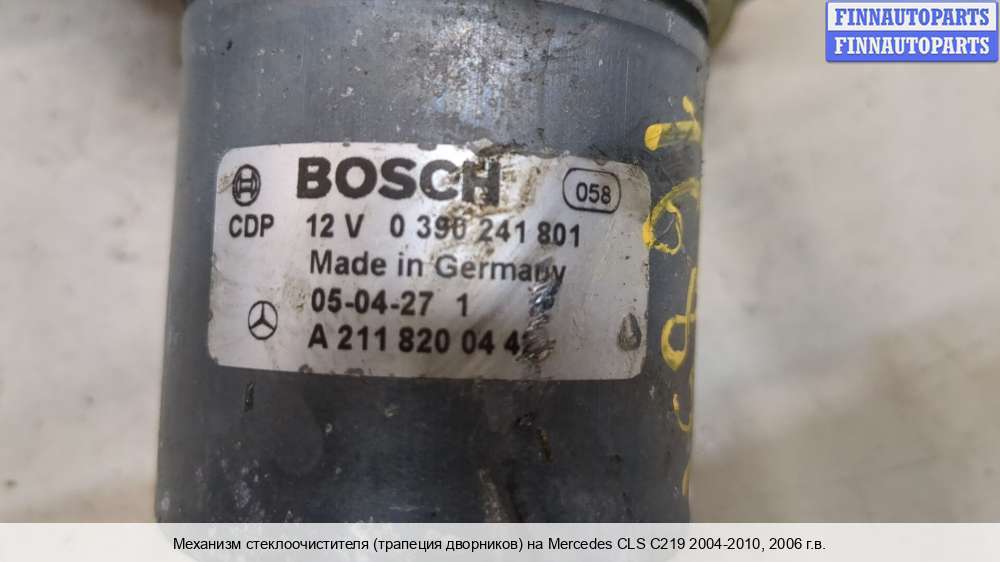 FINNAUTOPARTS
FINNAUTOPARTS
BOSCH
058
CDP 12 V 0 390 241 801
Made in Germany
05-04-27 1
A 211 820 04
Механизм стеклоочистителя (трапеция дворников) на Mercedes CLS C219 2004-2010, 2006 г.в.